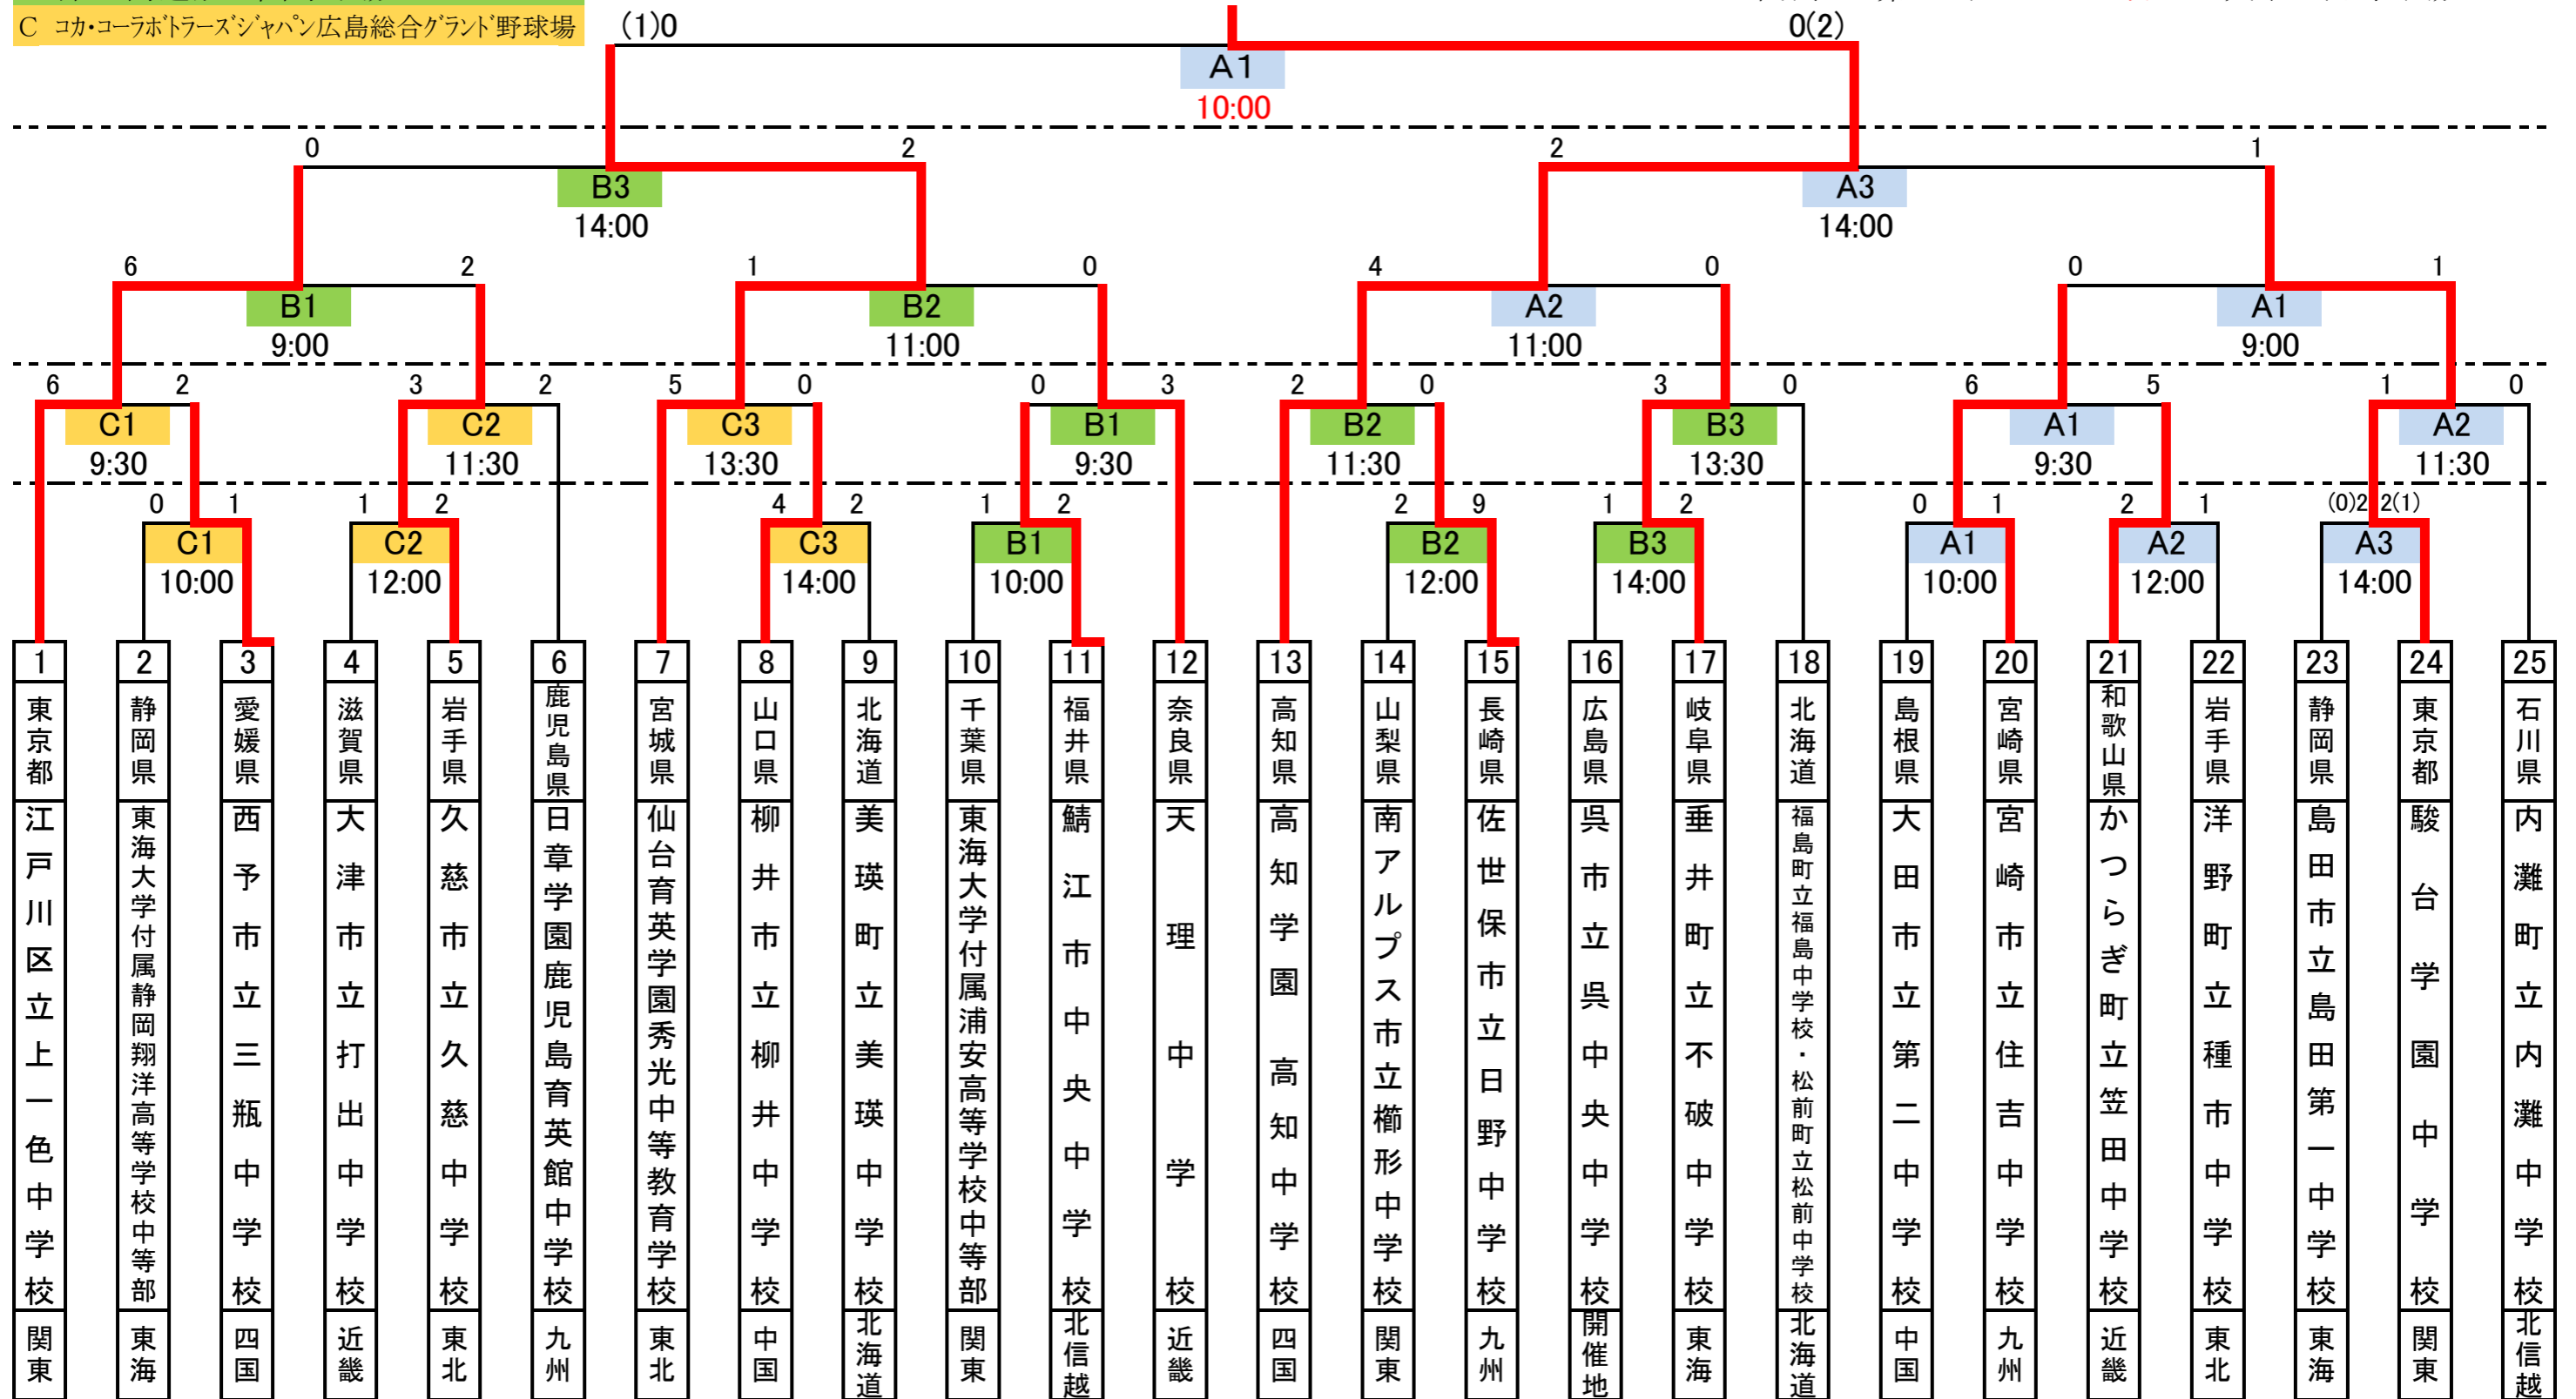 C コカ・コーラボトラーズジャパン広島総合グランド野球場
(1)0 0(2)
A1
10:00
0 2 2 1
B3 A3
14:00 14:00
6 2 1 0 4 0 0 1
B1 B2 A2 A1
9:00 11:00 11:00 9:00
6 2 3 2 5 0 0 3 2 0 3 0 6 5 1 0
C1 C2 C3 B1 B2 B3 A1 A2
9:30 11:30 13:30 9:30 11:30 13:30 9:30 11:30
0 1 1 2 4 2 1 2 2 9 1 2 0 1 2 1 (0)2 2(1)
C1 C2 C3 B1 B2 B3 A1 A2 A3
10:00 12:00 14:00 10:00 12:00 14:00 10:00 12:00 14:00
1 東京都 江戸川区立上一色中学校 関東
2 静岡県 東海大学付属静岡翔洋高等学校中等部 東海
3 愛媛県 西予市立三瓶中学校 四国
4 滋賀県 大津市立打出中学校 近畿
5 岩手県 久慈市立久慈中学校 東北
6 鹿児島県 日章学園鹿児島育英館中学校 九州
7 宮城県 仙台育英学園秀光中等教育学校 東北
8 山口県 柳井市立柳井中学校 中国
9 北海道 美瑛町立美瑛中学校 北海道
10 千葉県 東海大学付属浦安高等学校中等部 関東
11 福井県 鯖江市中央中学校 北信越
12 奈良県 天理中学校 近畿
13 高知県 高知学園高知中学校 四国
14 山梨県 南アルプス市立櫛形中学校 関東
15 長崎県 佐世保市立日野中学校 九州
16 広島県 呉市立呉中央中学校 開催地
17 岐阜県 垂井町立不破中学校 東海
18 北海道 福島町立福島中学校・松前町立松前中学校 北海道
19 島根県 大田市立第二中学校 中国
20 宮崎県 宮崎市立住吉中学校 九州
21 和歌山県 かつらぎ町立笠田中学校 近畿
22 岩手県 洋野町立種市中学校 東北
23 静岡県 島田市立島田第一中学校 東海
24 東京都 駿台学園中学校 関東
25 石川県 内灘町立内灘中学校 北信越